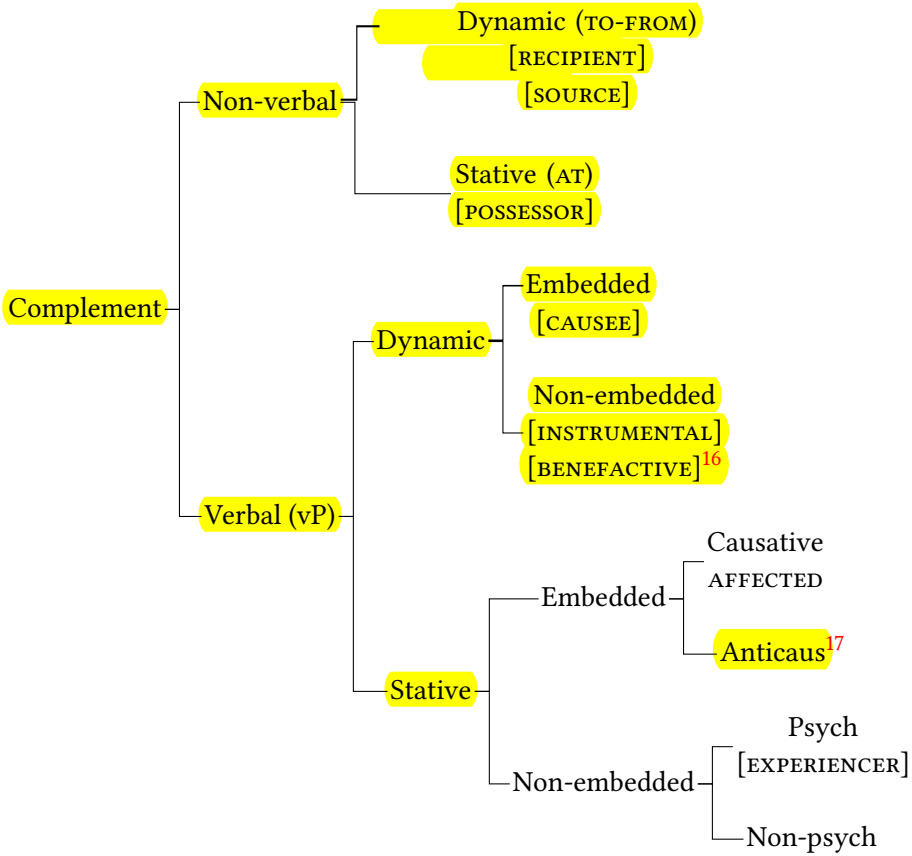 Dynamic (TO-FROM)
[RECIPIENT]
[SOURCE]
Non-verbal
Stative (AT)
[POSSESSOR]
Complement
Embedded
[CAUSEE]
Dynamic
Non-embedded
[INSTRUMENTAL]
[BENEFACTIVE]16
Verbal (vP)
Causative
AFFECTED
Embedded
Anticaus17
Stative
Psych
[EXPERIENCER]
Non-embedded
Non-psych